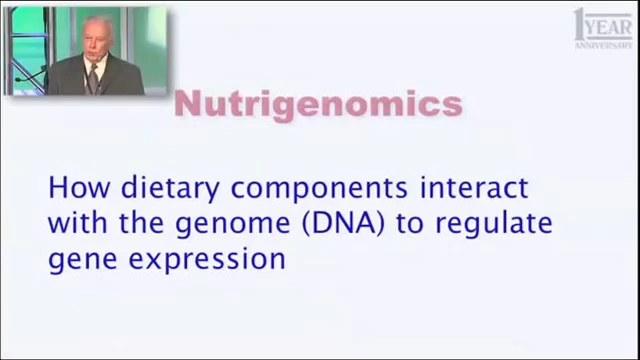 1 YEAR
ANNIVERSARY
Nutrigenomics
How dietary components interact
with the genome (DNA) to regulate
gene expression